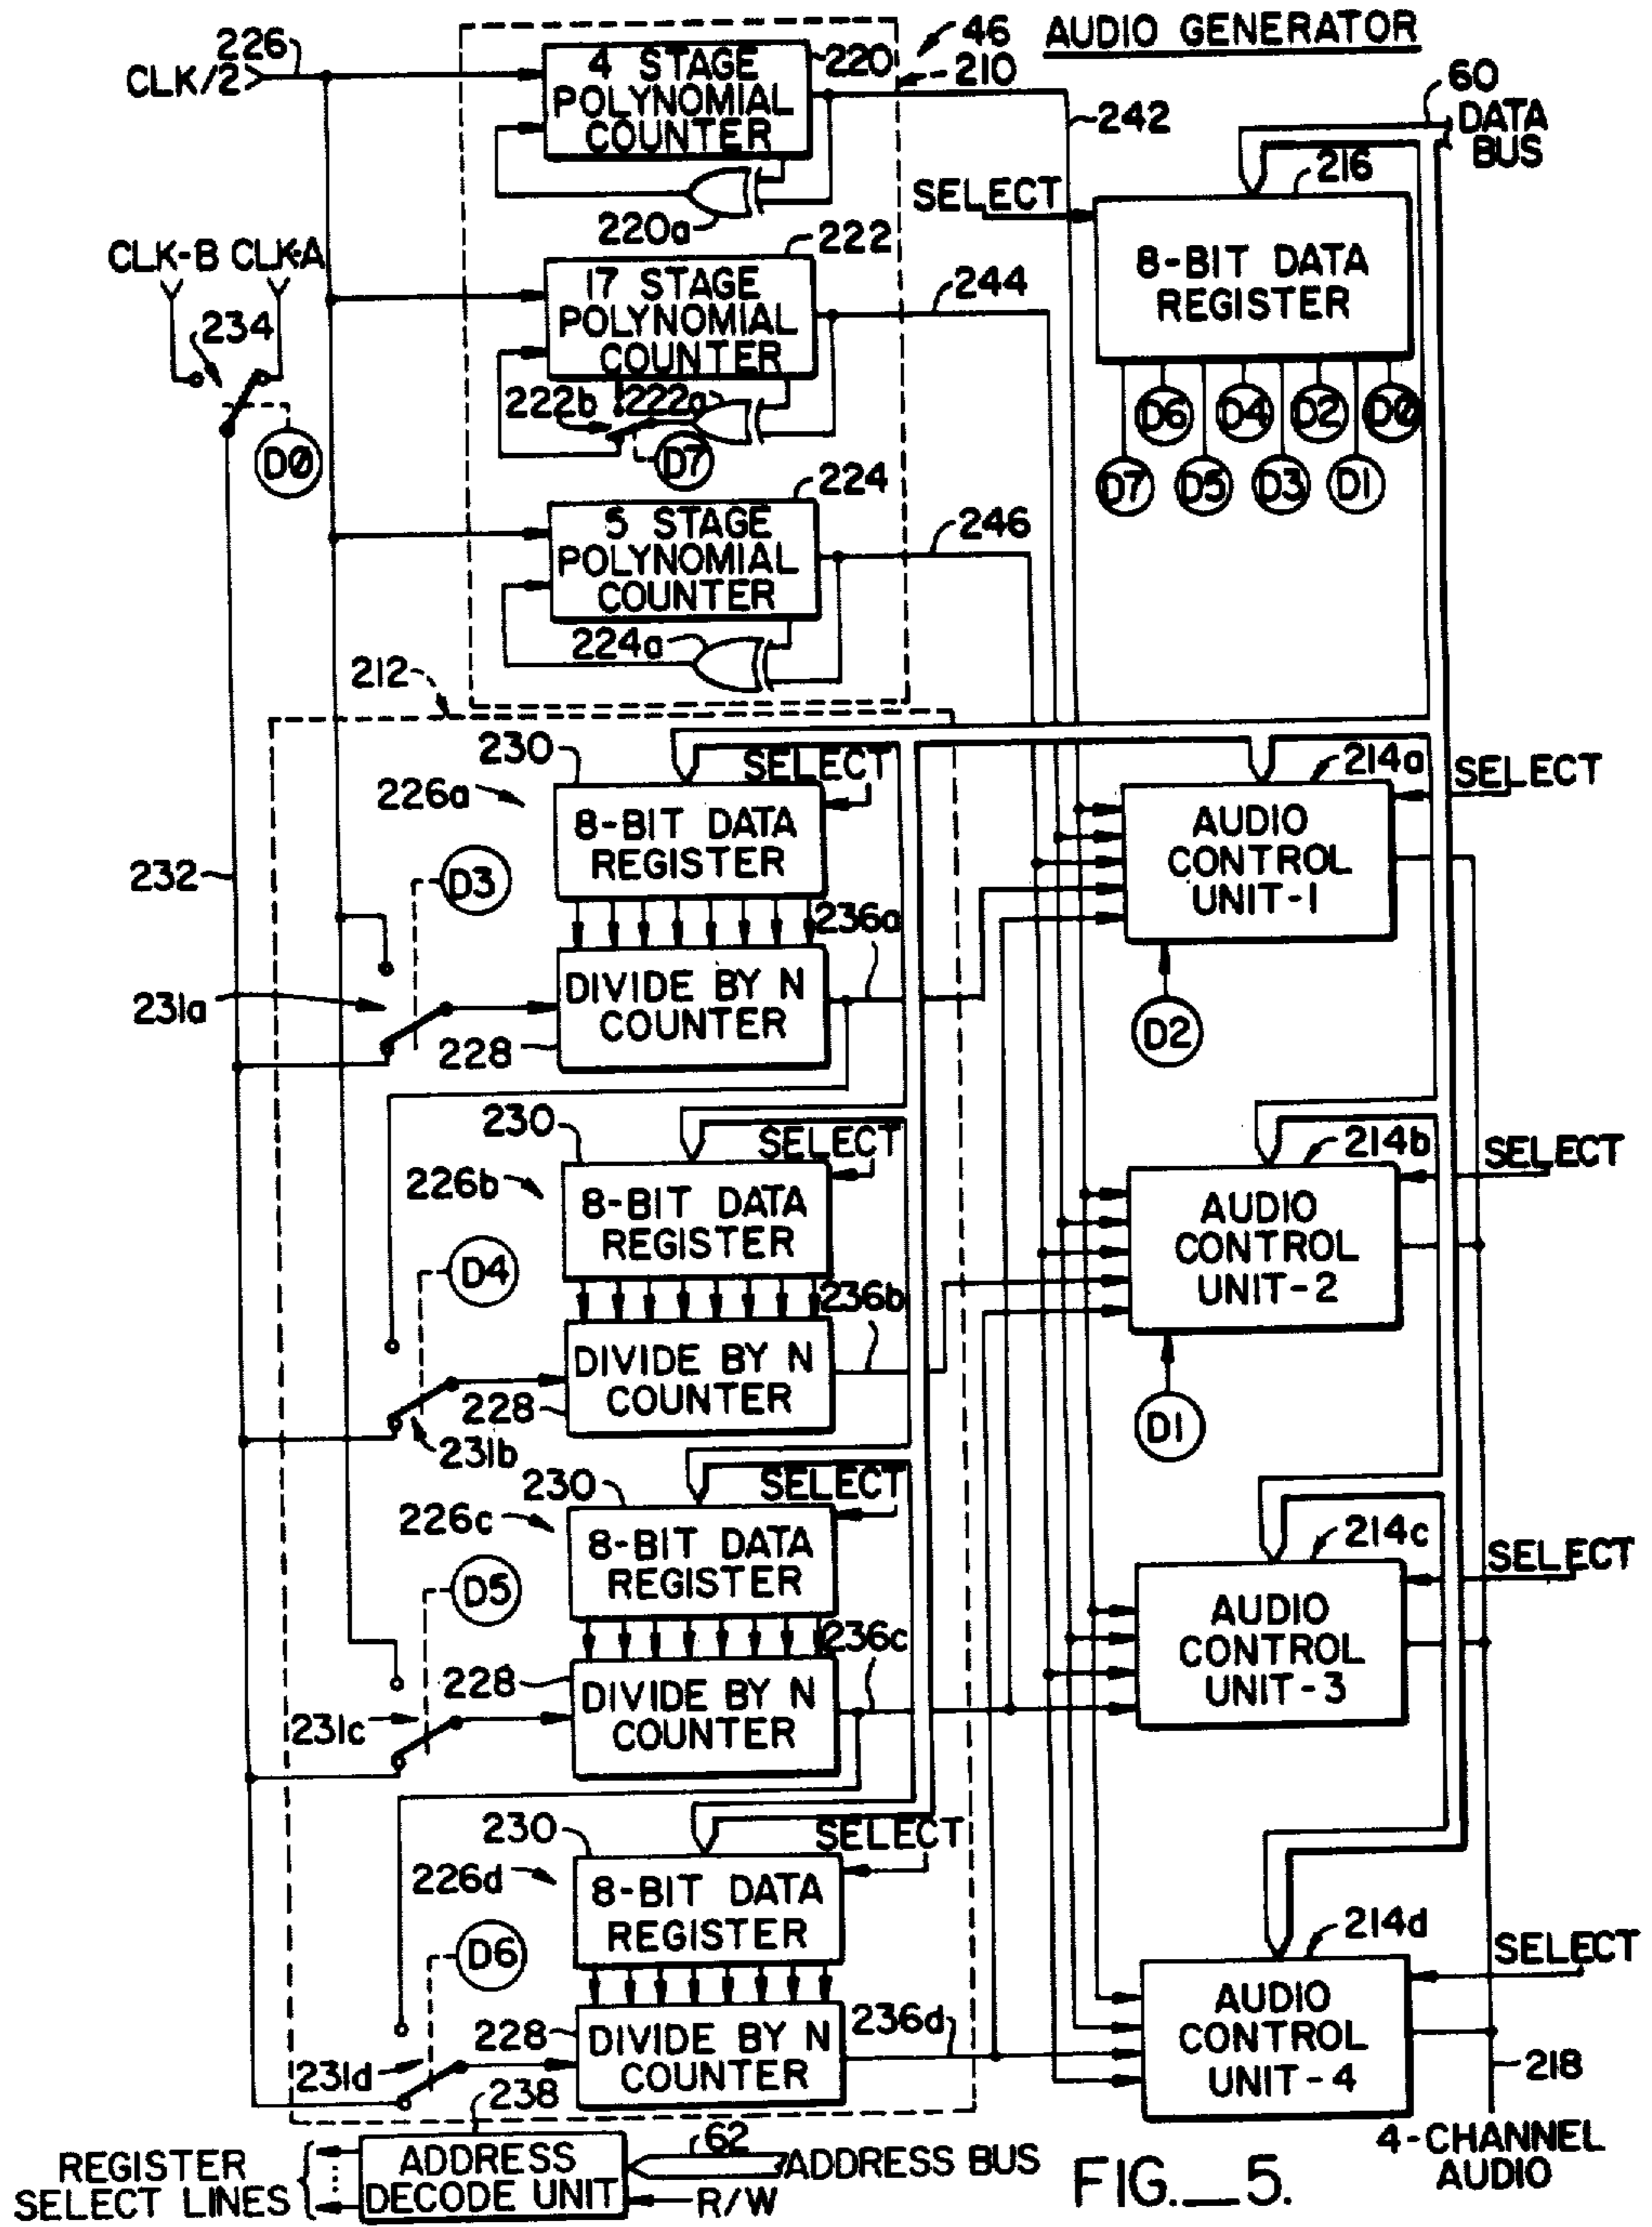 AUDIO GENERATOR
226
CLK/2
4 STAGE
POLYNOMIAL
COUNTER
220
46
210
220a
242
60
DATA
BUS
SELECT
216
8-BIT DATA
REGISTER
D6
D4
D2
D0
D7
D5
D3
D1
CLK-B
CLK-A
234
D0
222
17 STAGE
POLYNOMIAL
COUNTER
244
222b
222a
D7
224
5 STAGE
POLYNOMIAL
COUNTER
246
224a
212
230
SELECT
226a
8-BIT DATA
REGISTER
232
D3
236a
231a
DIVIDE BY N
COUNTER
228
214a
SELECT
AUDIO
CONTROL
UNIT-1
D2
230
SELECT
226b
8-BIT DATA
REGISTER
D4
236b
DIVIDE BY N
COUNTER
228
231b
214b
SELECT
AUDIO
CONTROL
UNIT-2
D1
230
SELECT
226c
8-BIT DATA
REGISTER
D5
236c
228
DIVIDE BY N
COUNTER
231c
214c
SELECT
AUDIO
CONTROL
UNIT-3
230
SELECT
226d
8-BIT DATA
REGISTER
D6
236d
228
DIVIDE BY N
COUNTER
231d
214d
SELECT
AUDIO
CONTROL
UNIT-4
218
4-CHANNEL
AUDIO
238
REGISTER
SELECT LINES
ADDRESS
DECODE UNIT
62
ADDRESS BUS
R/W
FIG._5.